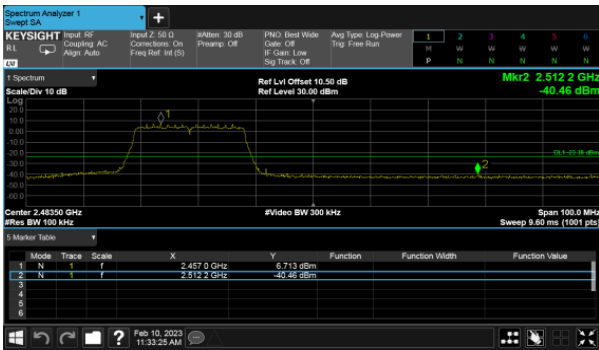 Spectrum Analyzer 1
Swept SA
+
KEYSIGHT Input: RF Input Z: 50 Ω #Atten: 30 dB PNO: Best Wide Avg Type: Log-Power 1 2 3 4 5 6
RL Coupling: AC Corrections: On Preamp: Off Gate: Off Trig: Free Run M W W W W W
Align: Auto Freq Ref: Int (S) IF Gain: Low P N N N N N
Sig Track: Off
1 Spectrum Ref Lvl Offset 10.50 dB Mkr2 2.512 2 GHz
Scale/Div 10 dB Ref Level 30.00 dBm -40.46 dBm
Log
20.0
10.0
0.00
-10.0
-20.0
-30.0
-40.0
-50.0
-60.0
1
2
Center 2.48350 GHz #Video BW 300 kHz Span 100.0 MHz
#Res BW 100 kHz Sweep 9.60 ms (1001 pts)
5 Marker Table
Mode Trace Scale X Y Function Function Width Function Value
1 N 1 f 2.457 0 GHz 6.713 dBm
2 N 1 f 2.512 2 GHz -40.46 dBm
3
4
5
6
? Feb 10, 2023
11:33:25 AM